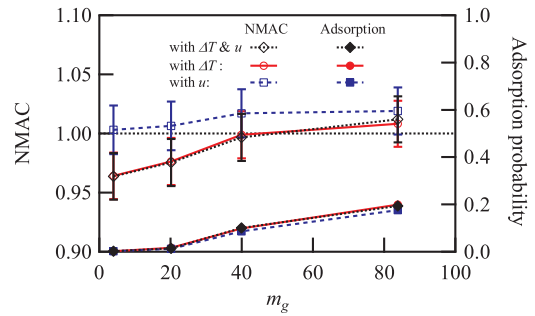 1.10
1.05
1.00
0.95
0.90
NMAC
NMAC Adsorption
with ΔT & u
with ΔT :
with u:
1.0
0.8
0.6
0.4
0.2
0.0
Adsorption probability
0 20 40 60 80 100
m_g